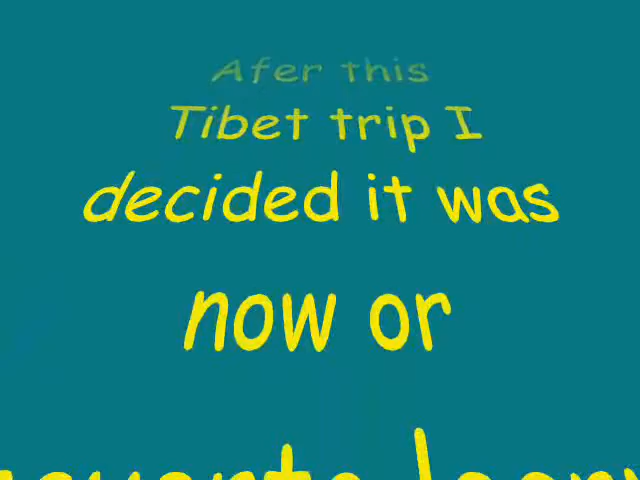 Afer this
Tibet trip I
decided it was
now or